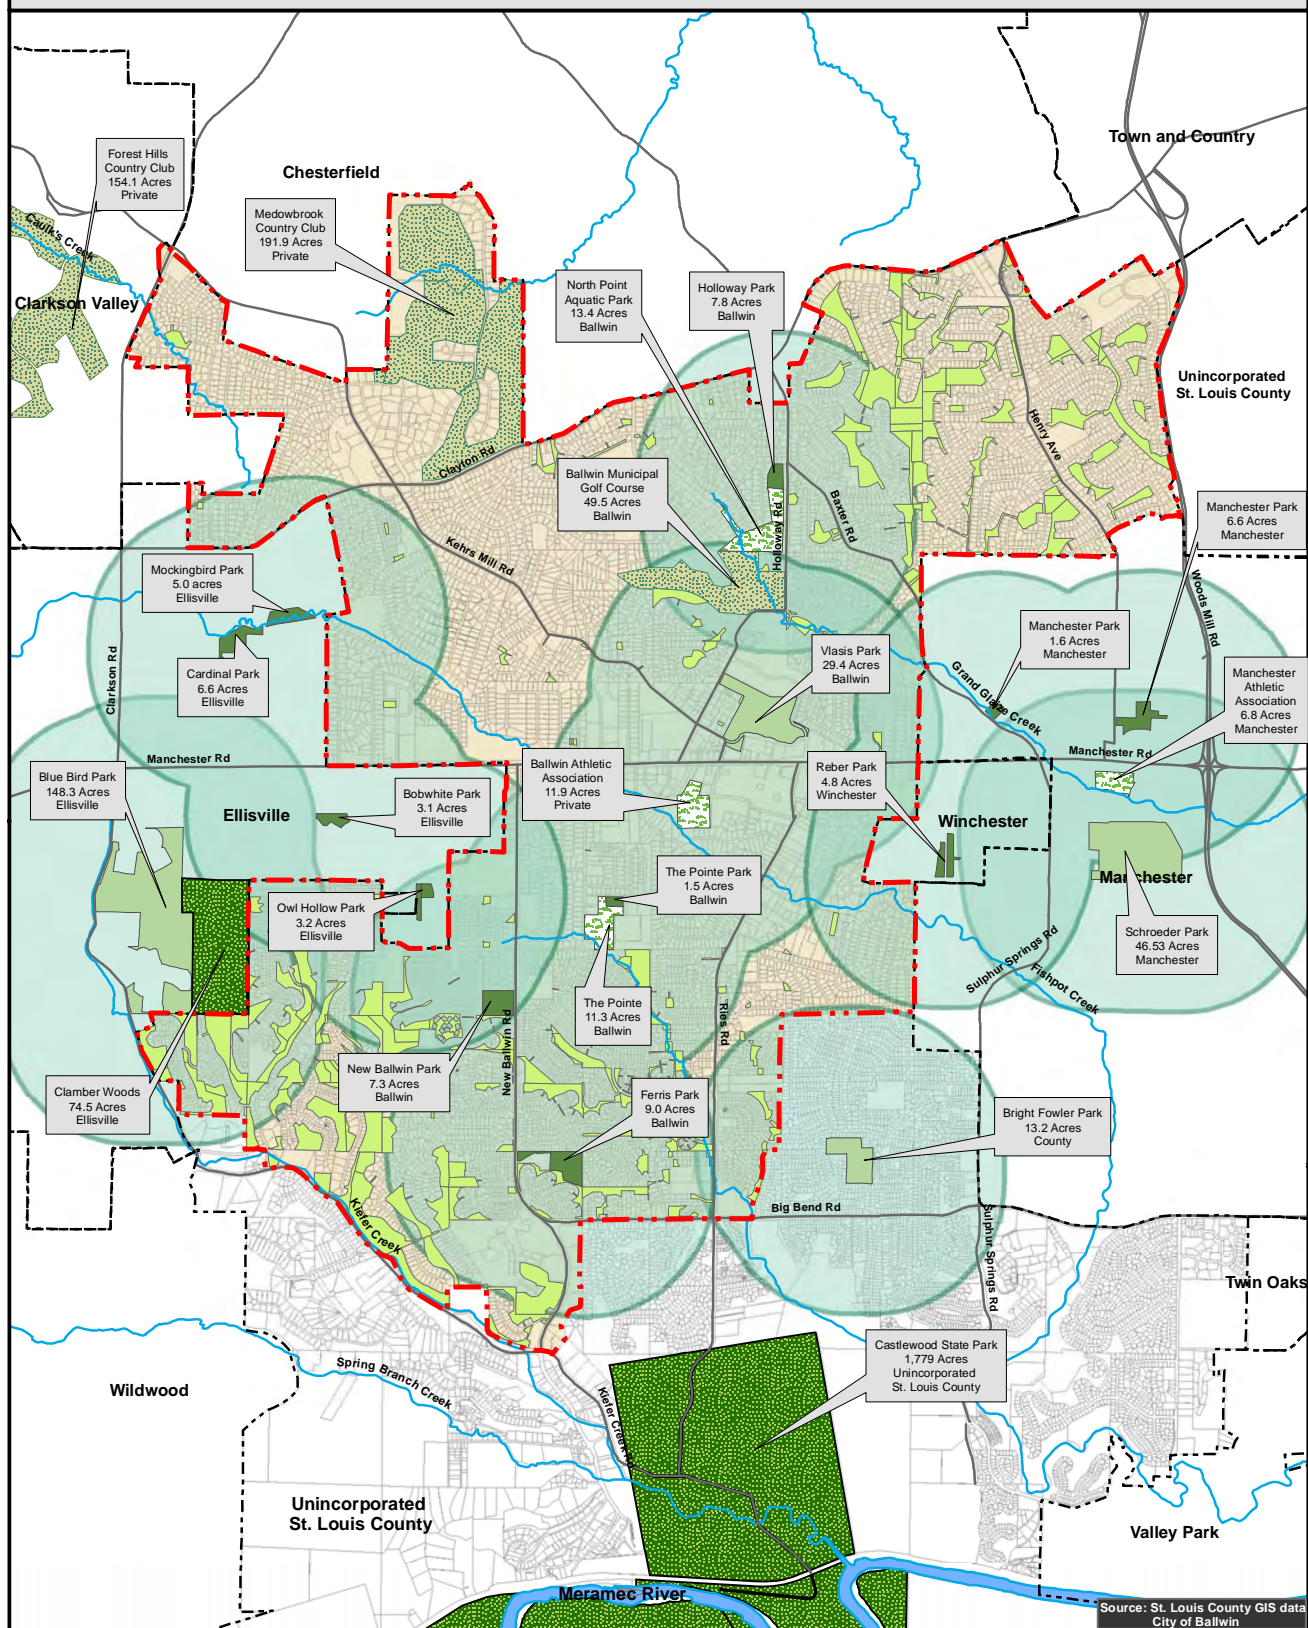 Town and Country
Forest Hills
Country Club
154.1 Acres
Private
Chesterfield
Medowbrook
Country Club
191.9 Acres
Private
Caulk's Creek
Clarkson Valley
North Point
Aquatic Park
13.4 Acres
Ballwin
Holloway Park
7.8 Acres
Ballwin
Unincorporated
St. Louis County
Henry Ave
Clayton Rd
Ballwin Municipal
Golf Course
49.5 Acres
Ballwin
Holloway Rd
Baxter Rd
Manchester Park
6.6 Acres
Manchester
Kehrs Mill Rd
Mockingbird Park
5.0 acres
Ellisville
Woods Mill Rd
Manchester Park
1.6 Acres
Manchester
Vlasis Park
29.4 Acres
Ballwin
Cardinal Park
6.6 Acres
Ellisville
Clarkson Rd
Grand Glaize Creek
Manchester
Athletic
Association
6.8 Acres
Manchester
Manchester Rd
Manchester Rd
Blue Bird Park
148.3 Acres
Ellisville
Ballwin Athletic
Association
11.9 Acres
Private
Reber Park
4.8 Acres
Winchester
Bobwhite Park
3.1 Acres
Ellisville
Ellisville
Winchester
The Pointe Park
1.5 Acres
Ballwin
Manchester
Owl Hollow Park
3.2 Acres
Ellisville
Schroeder Park
46.53 Acres
Manchester
Sulphur Springs Rd
Fishpot Creek
The Pointe
11.3 Acres
Ballwin
Ries Rd
New Ballwin Rd
New Ballwin Park
7.3 Acres
Ballwin
Clamber Woods
74.5 Acres
Ellisville
Ferris Park
9.0 Acres
Ballwin
Bright Fowler Park
13.2 Acres
County
Big Bend Rd
Kiefer Creek
Sulphur Springs Rd
Twin Oaks
Castlewood State Park
1,779 Acres
Unincorporated
St. Louis County
Spring Branch Creek
Wildwood
Kiefer Creek Rd
Unincorporated
St. Louis County
Valley Park
Meramec River
Source: St. Louis County GIS data
City of Ballwin